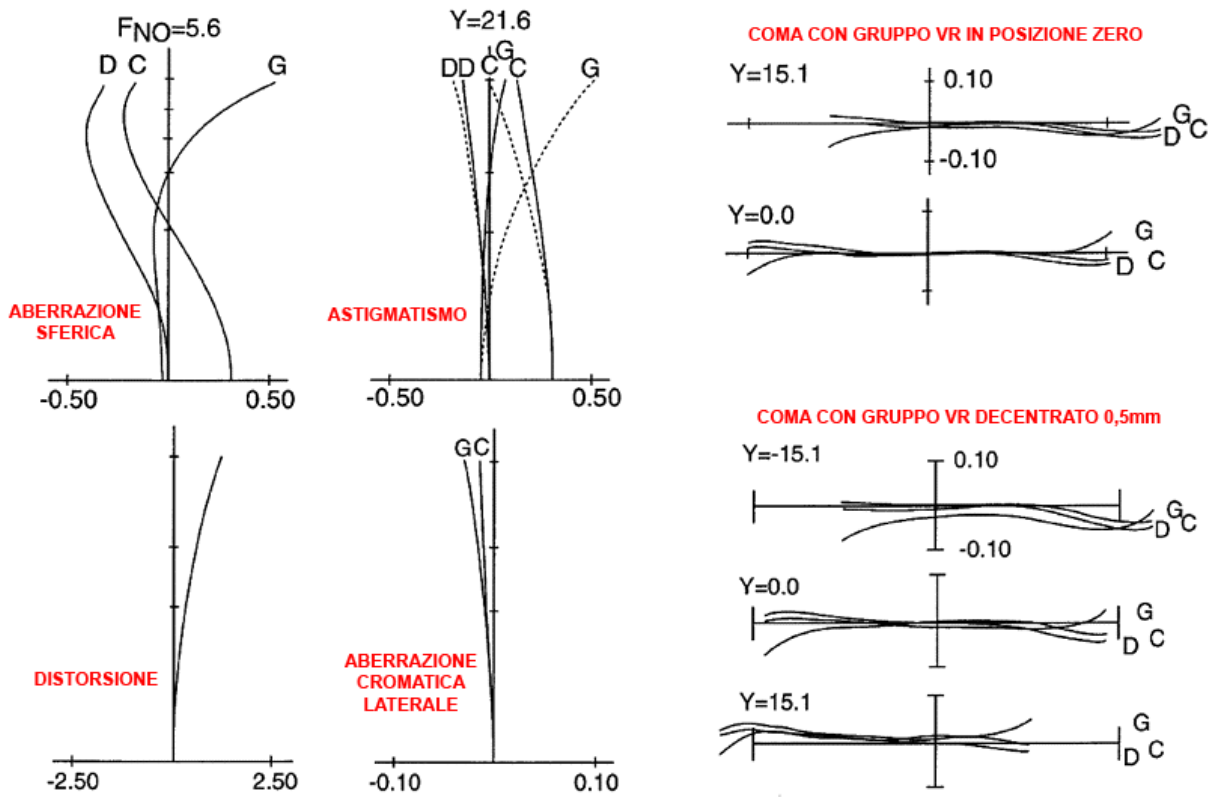 FNO=5.6
D C G
ABERRAZIONE
SFERICA
-0.50 0.50
Y=21.6
G
DD C C G
ASTIGMATISMO
-0.50 0.50
COMA CON GRUPPO VR IN POSIZIONE ZERO
Y=15.1
0.10
G
D C
-0.10
Y=0.0
G
D C
DISTORSIONE
-2.50 2.50
G C
ABERRAZIONE
CROMATICA
LATERALE
-0.10 0.10
COMA CON GRUPPO VR DECENTRATO 0,5mm
Y=-15.1
0.10
G
D C
-0.10
Y=0.0
G
D C
Y=15.1
G
D C